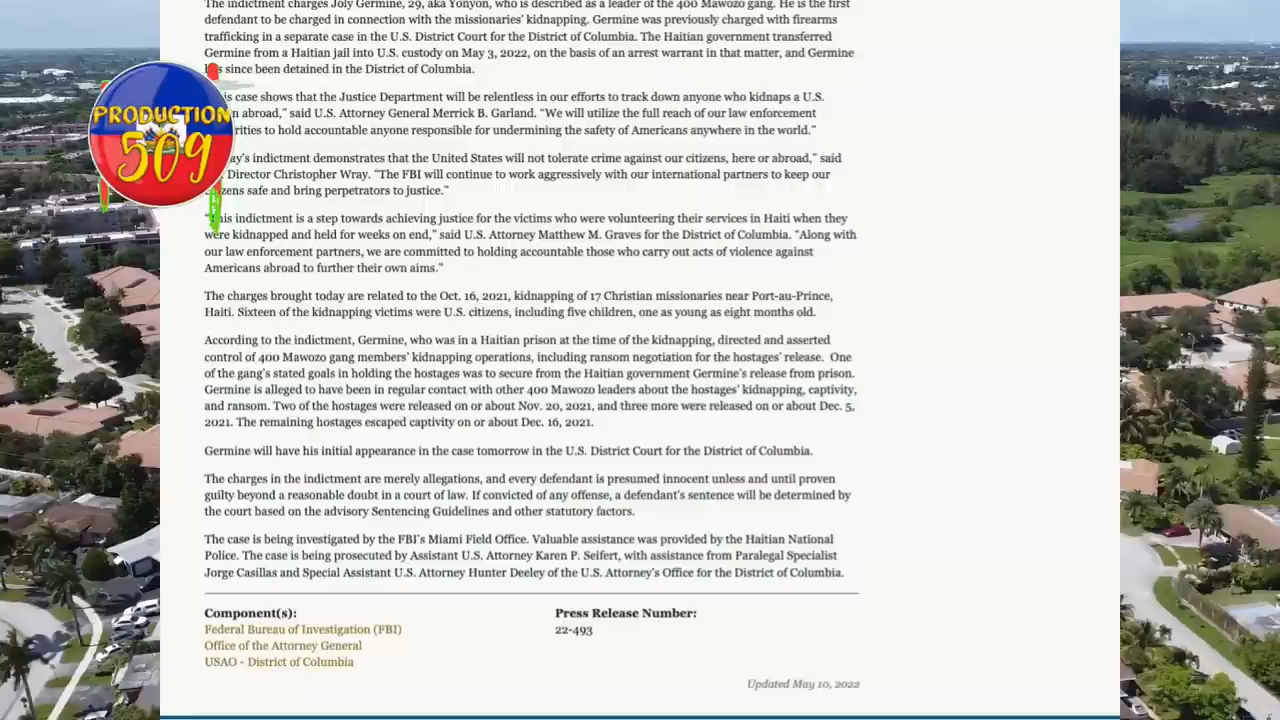 The indictment charges Joly Germine, 29, aka Yonyon, who is described as a leader of the 400 Mawozo gang. He is the first
defendant to be charged in connection with the missionaries' kidnapping. Germine was previously charged with firearms
trafficking in a separate case in the U.S. District Court for the District of Columbia. The Haitian government transferred
Germine from a Haitian jail into U.S. custody on May 3, 2022, on the basis of an arrest warrant in that matter, and Germine
since been detained in the District of Columbia.
PRODUCTION
509
case shows that the Justice Department will be relentless in our efforts to track down anyone who kidnaps a U.S.
abroad,” said U.S. Attorney General Merrick B. Garland. “We will utilize the full reach of our law enforcement
to hold accountable anyone responsible for undermining the safety of Americans anywhere in the world.”
indictment demonstrates that the United States will not tolerate crime against our citizens, here or abroad,” said
Director Christopher Wray. “The FBI will continue to work aggressively with our international partners to keep our
safe and bring perpetrators to justice.”
“This indictment is a step towards achieving justice for the victims who were volunteering their services in Haiti when they
were kidnapped and held for weeks on end,” said U.S. Attorney Matthew M. Graves for the District of Columbia. “Along with
our law enforcement partners, we are committed to holding accountable those who carry out acts of violence against
Americans abroad to further their own aims.”
The charges brought today are related to the Oct. 16, 2021, kidnapping of 17 Christian missionaries near Port-au-Prince,
Haiti. Sixteen of the kidnapping victims were U.S. citizens, including five children, one as young as eight months old.
According to the indictment, Germine, who was in a Haitian prison at the time of the kidnapping, directed and asserted
control of 400 Mawozo gang members' kidnapping operations, including ransom negotiation for the hostages' release. One
of the gang's stated goals in holding the hostages was to secure from the Haitian government Germine's release from prison.
Germine is alleged to have been in regular contact with other 400 Mawozo leaders about the hostages' kidnapping, captivity,
and ransom. Two of the hostages were released on or about Nov. 20, 2021, and three more were released on or about Dec. 5,
2021. The remaining hostages escaped captivity on or about Dec. 16, 2021.
Germine will have his initial appearance in the case tomorrow in the U.S. District Court for the District of Columbia.
The charges in the indictment are merely allegations, and every defendant is presumed innocent unless and until proven
guilty beyond a reasonable doubt in a court of law. If convicted of any offense, a defendant's sentence will be determined by
the court based on the advisory Sentencing Guidelines and other statutory factors.
The case is being investigated by the FBI's Miami Field Office. Valuable assistance was provided by the Haitian National
Police. The case is being prosecuted by Assistant U.S. Attorney Karen P. Seifert, with assistance from Paralegal Specialist
Jorge Casillas and Special Assistant U.S. Attorney Hunter Deeley of the U.S. Attorney's Office for the District of Columbia.
Component(s):
Federal Bureau of Investigation (FBI)
Office of the Attorney General
USAO - District of Columbia
Press Release Number:
22-493
Updated May 10, 2022